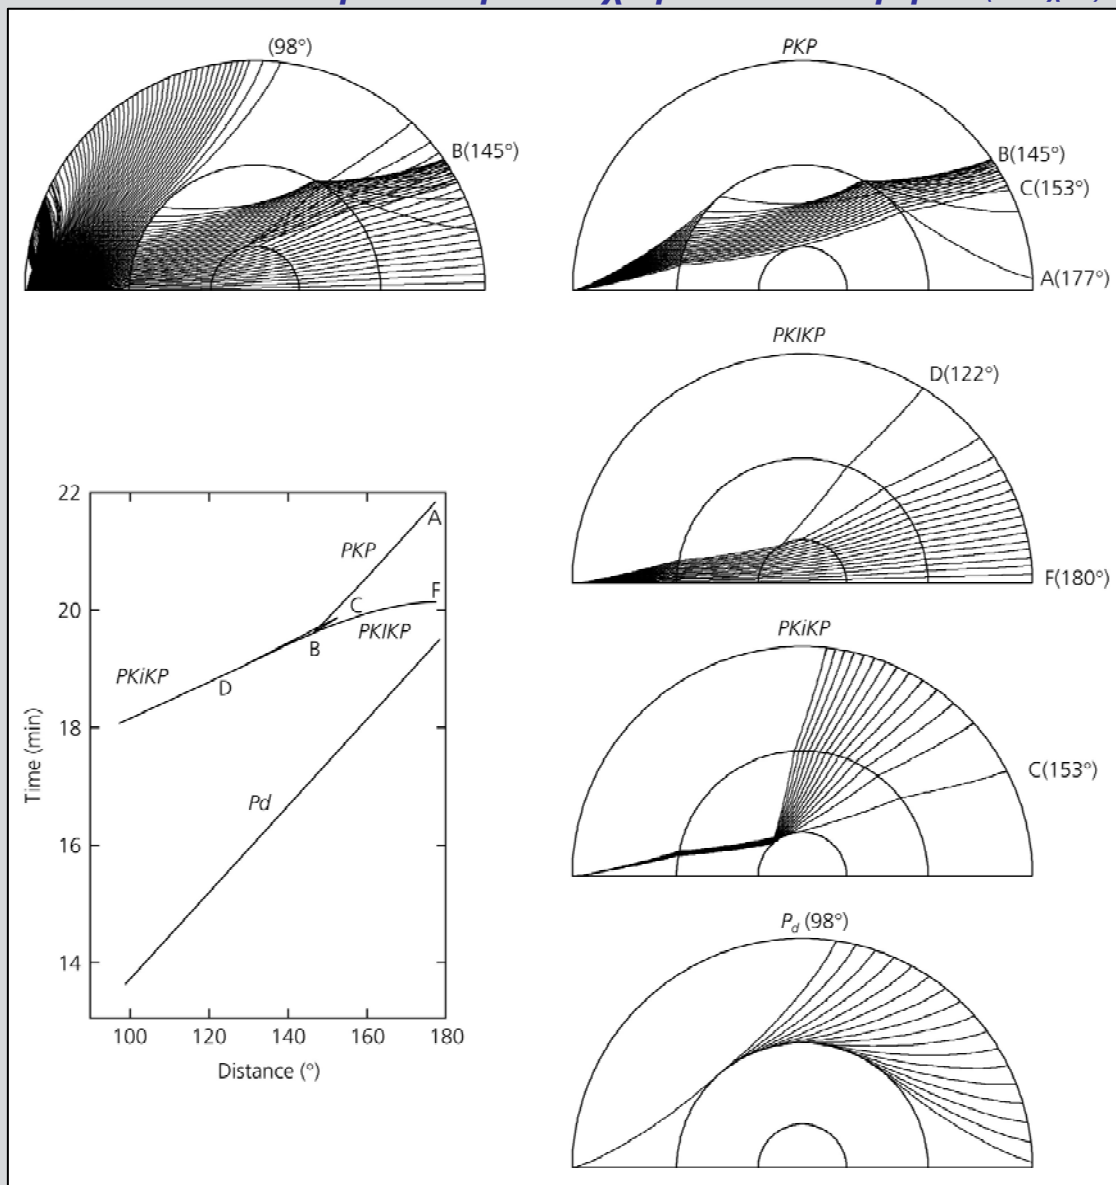 (98°)
B(145°)
PKP
B(145°)
C(153°)
A(177°)
PKIKP
D(122°)
F(180°)
PKiKP
C(153°)
P_d (98°)
22
20
18
16
14
Time (min)
100 120 140 160 180
Distance (°)
A
PKP
F
C
PKIKP
B
PKiKP
D
Pd